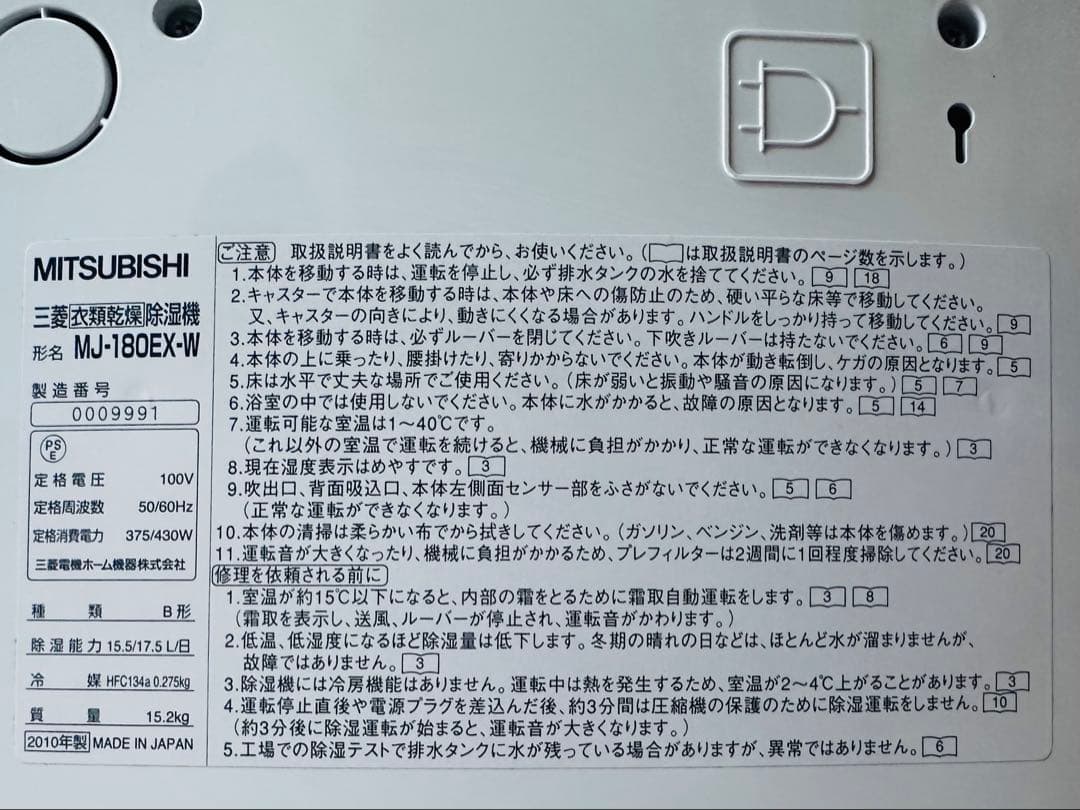 MITSUBISHI
三菱衣類乾燥除湿機
形名 MJ-180EX-W
製造番号
0009991
PS
E
定格電圧 100V
定格周波数 50/60Hz
定格消費電力 375/430W
三菱電機ホーム機器株式会社
種類 B形
除湿能力 15.5/17.5 L/日
冷媒 HFC134a 0.275kg
質量 15.2kg
2010年製 MADE IN JAPAN
ご注意 取扱説明書をよく読んでから、お使いください。(　は取扱説明書のページ数を示します。)
1.本体を移動する時は、運転を停止し、必ず排水タンクの水を捨ててください。 9 18
2.キャスターで本体を移動する時は、本体や床への傷防止のため、硬い平らな床等で移動してください。
又、キャスターの向きにより、動きにくくなる場合があります。ハンドルをしっかり持って移動してください。 9
3.本体を移動する時は、必ずルーバーを閉じてください。下吹きルーバーは持たないでください。 6 9
4.本体の上に乗ったり、腰掛けたり、寄りかからないでください。本体が動き転倒し、ケガの原因となります。 5
5.床は水平で丈夫な場所でご使用ください。(床が弱いと振動や騒音の原因になります。) 5 7
6.浴室の中では使用しないでください。本体に水がかかると、故障の原因となります。 5 14
7.運転可能な室温は1〜40℃です。
(これ以外の室温で運転を続けると、機械に負担がかかり、正常な運転ができなくなります。) 3
8.現在湿度表示はめやすです。 3
9.吹出口、背面吸込口、本体左側面センサー部をふさがないでください。 5 6
(正常な運転ができなくなります。)
10.本体の清掃は柔らかい布でから拭きしてください。(ガソリン、ベンジン、洗剤等は本体を傷めます。) 20
11.運転音が大きくなったり、機械に負担がかかるため、プレフィルターは2週間に1回程度掃除してください。 20
修理を依頼される前に
1.室温が約15℃以下になると、内部の霜をとるために霜取自動運転をします。 3 8
(霜取を表示し、送風、ルーバーが停止され、運転音がかわります。)
2.低温、低湿度になるほど除湿量は低下します。冬期の晴れの日などは、ほとんど水が溜まりませんが、
故障ではありません。 3
3.除湿機には冷房機能はありません。運転中は熱を発生するため、室温が2〜4℃上がることがあります。 3
4.運転停止直後や電源プラグを差込んだ後、約3分間は圧縮機の保護のために除湿運転をしません。 10
(約3分後に除湿運転が始まると、運転音が大きくなります。)
5.工場での除湿テストで排水タンクに水が残っている場合がありますが、異常ではありません。 6